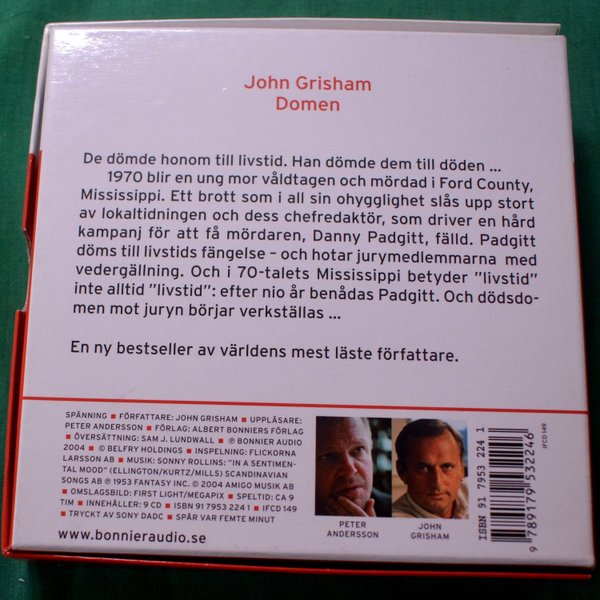 John Grisham
Domen
De dömde honom till livstid. Han dömde dem till döden ...
1970 blir en ung mor våldtagen och mördad i Ford County,
Mississippi. Ett brott som i all sin ohygglighet slås upp stort
av lokaltidningen och dess chefredaktör, som driver en hård
kampanj för att få mördaren, Danny Padgitt, fälld. Padgitt
döms till livstids fängelse – och hotar jurymedlemmarna med
vedergällning. Och i 70-talets Mississippi betyder ”livstid”
inte alltid ”livstid”: efter nio år benådas Padgitt. Och dödsdo-
men mot juryn börjar verkställas ...
En ny bestseller av världens mest läste författare.
SPÄNNING ▪ FÖRFATTARE: JOHN GRISHAM ▪ UPPLÄSARE:
PETER ANDERSSON ▪ FÖRLAG: ALBERT BONNIERS FÖRLAG
▪ ÖVERSÄTTNING: SAM J. LUNDWALL ▪ ℗ BONNIER AUDIO
2004 ▪ © BELFRY HOLDINGS ▪ INSPELNING: FLICKORNA
LARSSON AB ▪ MUSIK: SONNY ROLLINS: ”IN A SENTIMEN-
TAL MOOD” (ELLINGTON/KURTZ/MILLS) SCANDINAVIAN
SONGS AB ℗ 1953 FANTASY INC. © 2004 AMIGO MUSIK AB
▪ OMSLAGSBILD: FIRST LIGHT/MEGAPIX ▪ SPELTID: CA 9
TIM ▪ INNEHÅLLER: 9 CD ▪ ISBN 91 7953 224 1 ▪ IFCD 149
▪ TRYCKT AV SONY DADC ▪ SPÅR VAR FEMTE MINUT
www.bonnieraudio.se
PETER
ANDERSSON
JOHN
GRISHAM
ISBN 91 7953 224 1
9 789179 532246
IFCD 149